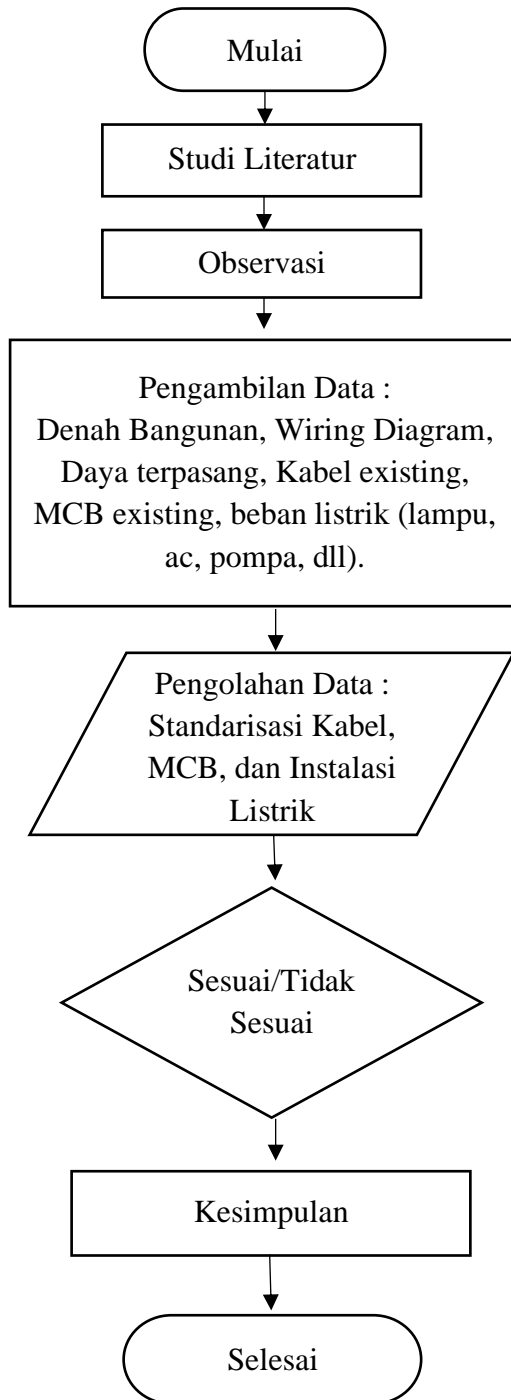 Mulai
Studi Literatur
Observasi
Pengambilan Data :
Denah Bangunan, Wiring Diagram,
Daya terpasang, Kabel existing,
MCB existing, beban listrik (lampu,
ac, pompa, dll).
Pengolahan Data :
Standarisasi Kabel,
MCB, dan Instalasi
Listrik
Sesuai/Tidak
Sesuai
Kesimpulan
Selesai